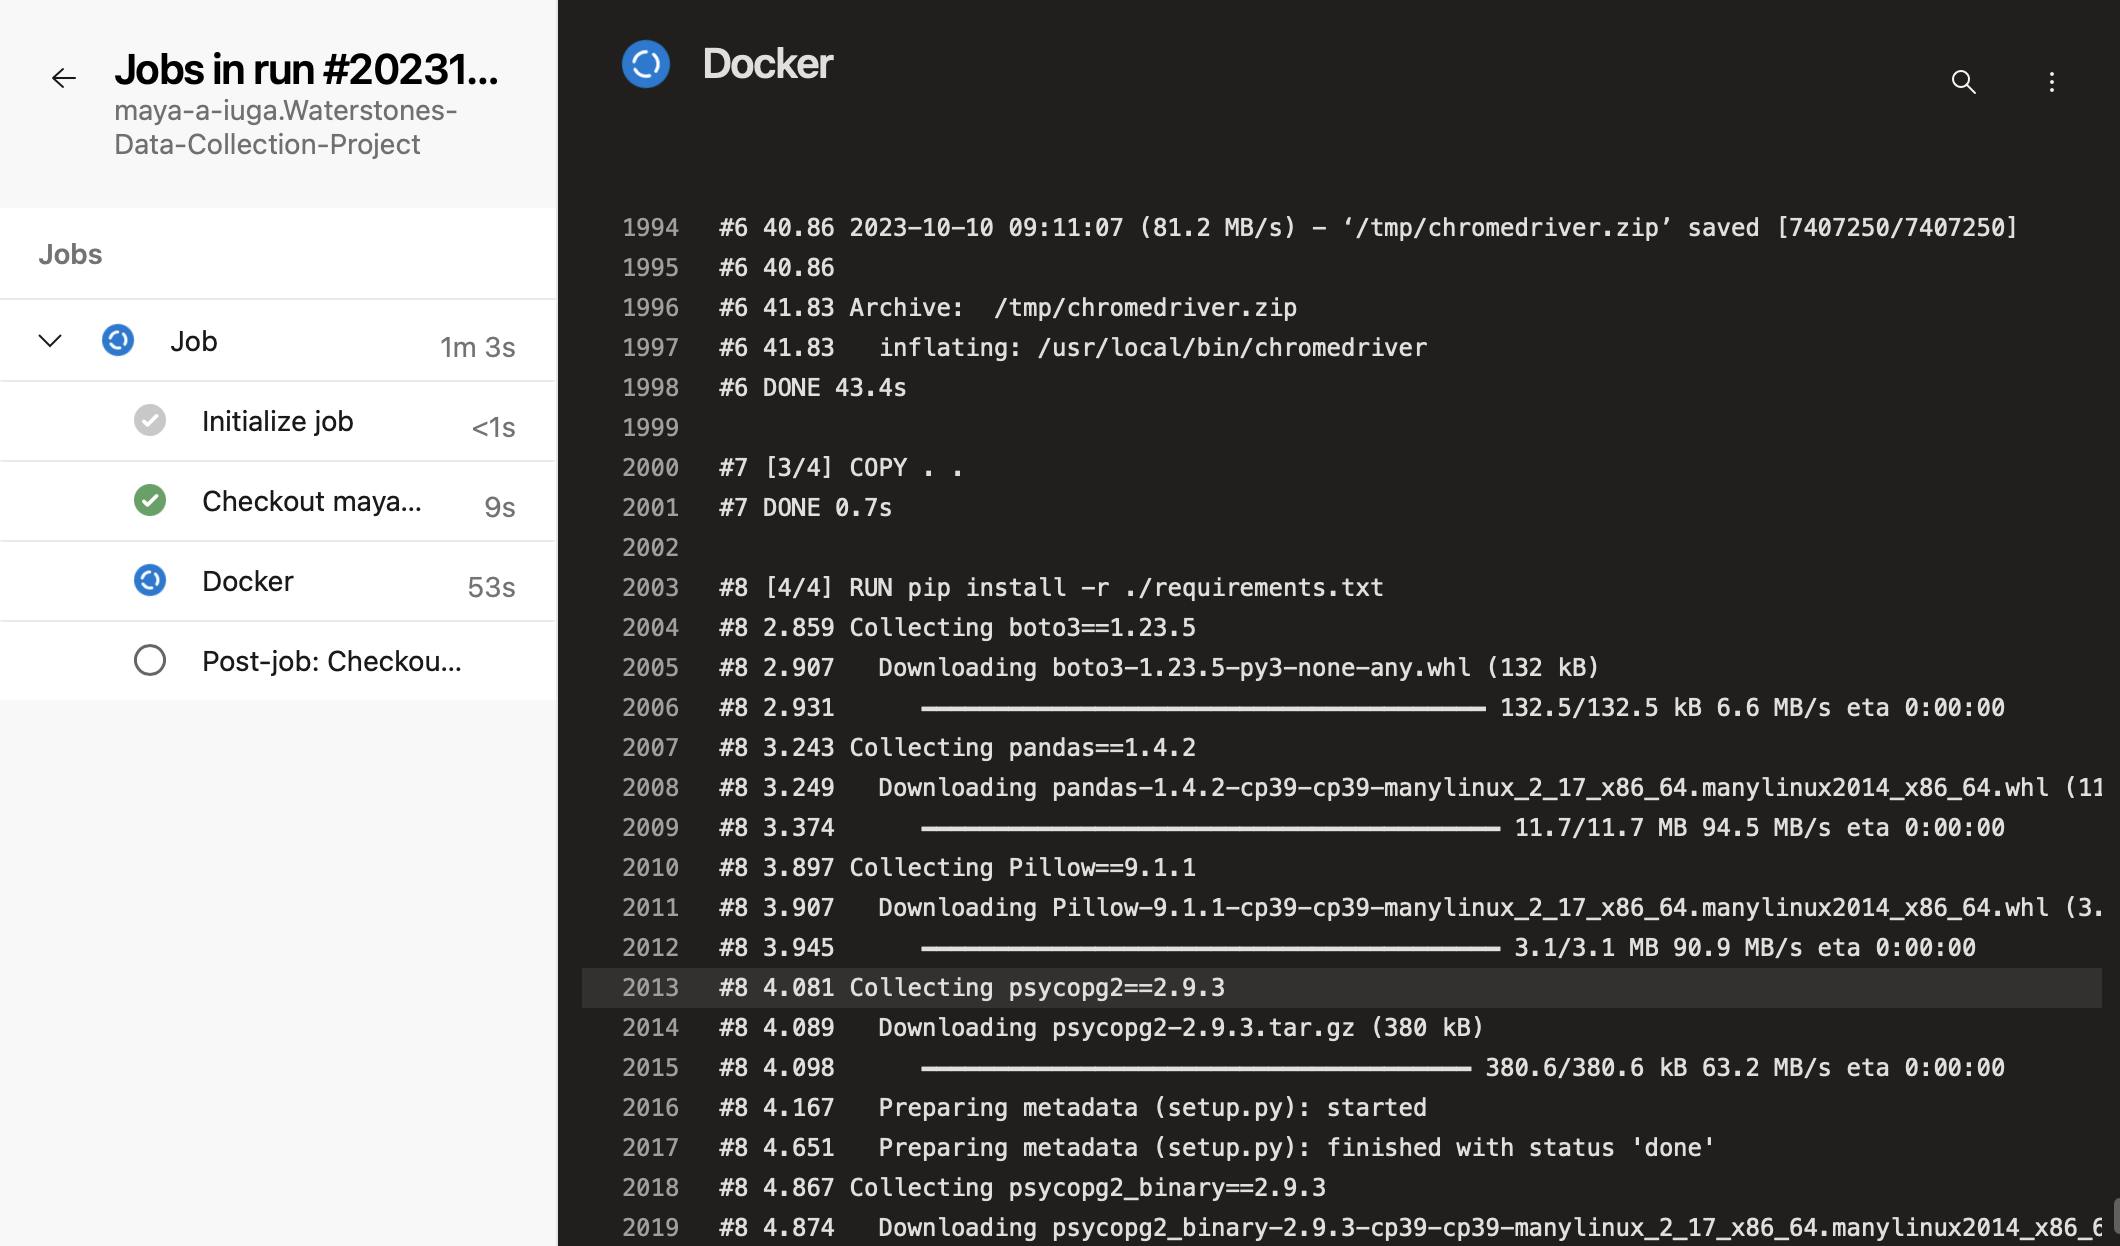 Jobs in run #20231...
maya-a-iuga.Waterstones-
Data-Collection-Project
Jobs
Job 1m 3s
Initialize job <1s
Checkout maya... 9s
Docker 53s
Post-job: Checkou...
Docker
1994 #6 40.86 2023-10-10 09:11:07 (81.2 MB/s) - ‘/tmp/chromedriver.zip’ saved [7407250/7407250]
1995 #6 40.86
1996 #6 41.83 Archive:  /tmp/chromedriver.zip
1997 #6 41.83   inflating: /usr/local/bin/chromedriver
1998 #6 DONE 43.4s
1999
2000 #7 [3/4] COPY . .
2001 #7 DONE 0.7s
2002
2003 #8 [4/4] RUN pip install -r ./requirements.txt
2004 #8 2.859 Collecting boto3==1.23.5
2005 #8 2.907   Downloading boto3-1.23.5-py3-none-any.whl (132 kB)
2006 #8 2.931      ━━━━━━━━━━━━━━━━━━━━━━━━━━━━━━━━━━━━━━━ 132.5/132.5 kB 6.6 MB/s eta 0:00:00
2007 #8 3.243 Collecting pandas==1.4.2
2008 #8 3.249   Downloading pandas-1.4.2-cp39-cp39-manylinux_2_17_x86_64.manylinux2014_x86_64.whl (11
2009 #8 3.374      ━━━━━━━━━━━━━━━━━━━━━━━━━━━━━━━━━━━━━━━━ 11.7/11.7 MB 94.5 MB/s eta 0:00:00
2010 #8 3.897 Collecting Pillow==9.1.1
2011 #8 3.907   Downloading Pillow-9.1.1-cp39-cp39-manylinux_2_17_x86_64.manylinux2014_x86_64.whl (3.
2012 #8 3.945      ━━━━━━━━━━━━━━━━━━━━━━━━━━━━━━━━━━━━━━━━ 3.1/3.1 MB 90.9 MB/s eta 0:00:00
2013 #8 4.081 Collecting psycopg2==2.9.3
2014 #8 4.089   Downloading psycopg2-2.9.3.tar.gz (380 kB)
2015 #8 4.098      ━━━━━━━━━━━━━━━━━━━━━━━━━━━━━━━━━━━━━━ 380.6/380.6 kB 63.2 MB/s eta 0:00:00
2016 #8 4.167   Preparing metadata (setup.py): started
2017 #8 4.651   Preparing metadata (setup.py): finished with status 'done'
2018 #8 4.867 Collecting psycopg2_binary==2.9.3
2019 #8 4.874   Downloading psycopg2_binary-2.9.3-cp39-cp39-manylinux_2_17_x86_64.manylinux2014_x86_6